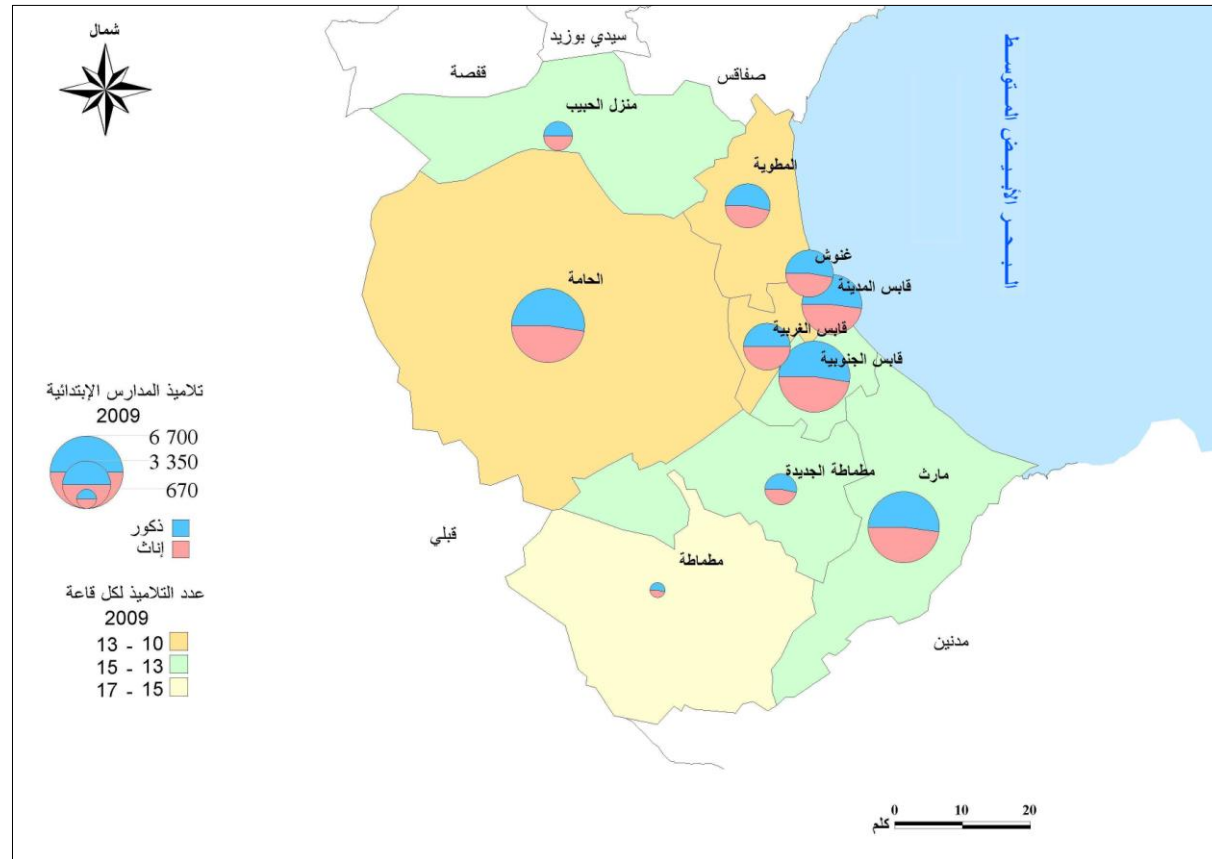 شمال
سيدي بوزيد
قفصة
صفاقس
منزل الحبيب
المطوية
غنوش
قابس المدينة
الحامة
قابس الغربية
قابس الجنوبية
مطماطة الجديدة
مارث
مطماطة
قبلي
مدنين
البحر الأبيض المتوسط
تلاميذ المدارس الإبتدائية
2009
6 700
3 350
670
ذكور
إناث
عدد التلاميذ لكل قاعة
2009
13 - 10
15 - 13
17 - 15
0 10 20
كلم